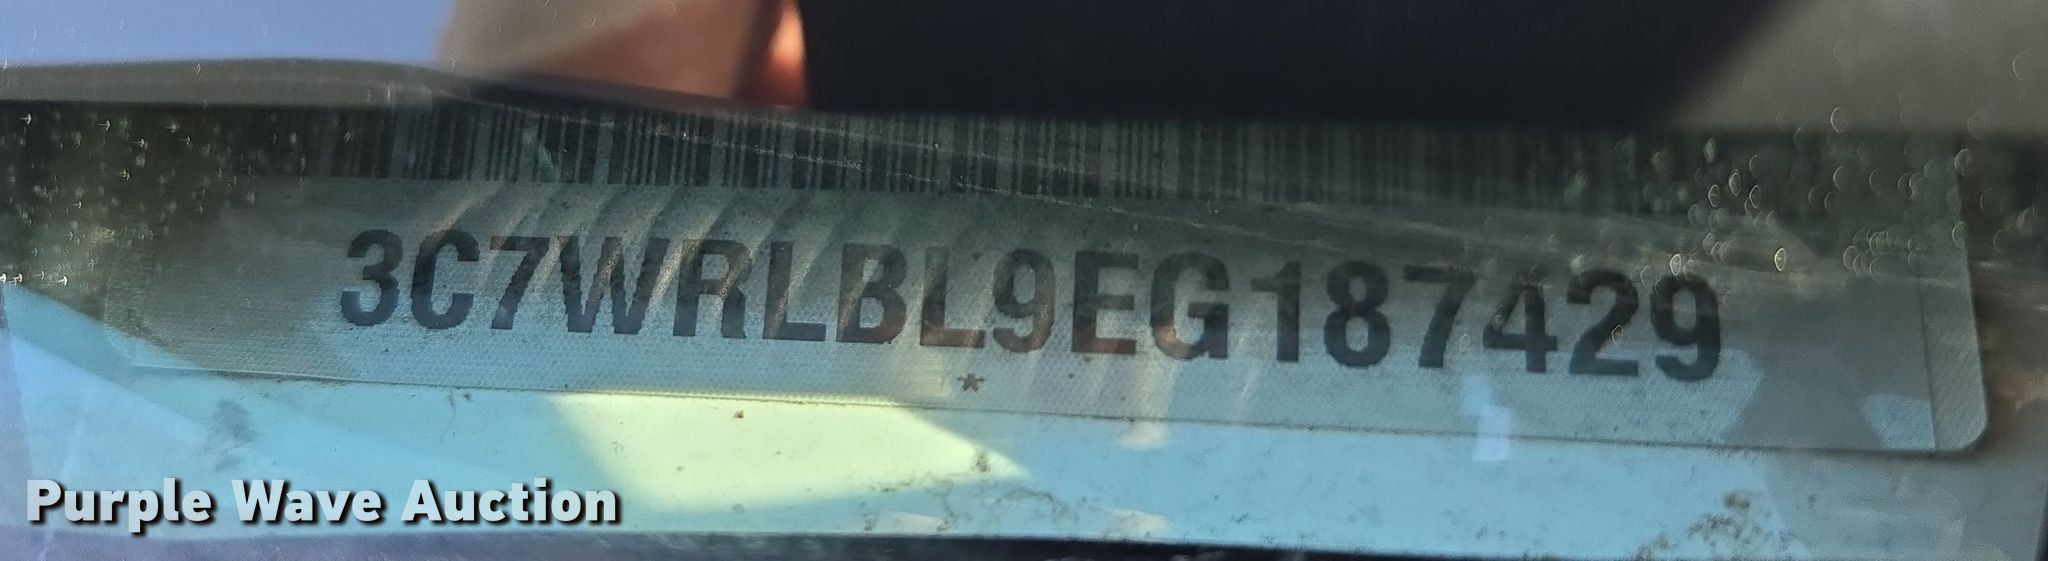 3C7WRLBL9EG187429
*
Purple Wave Auction